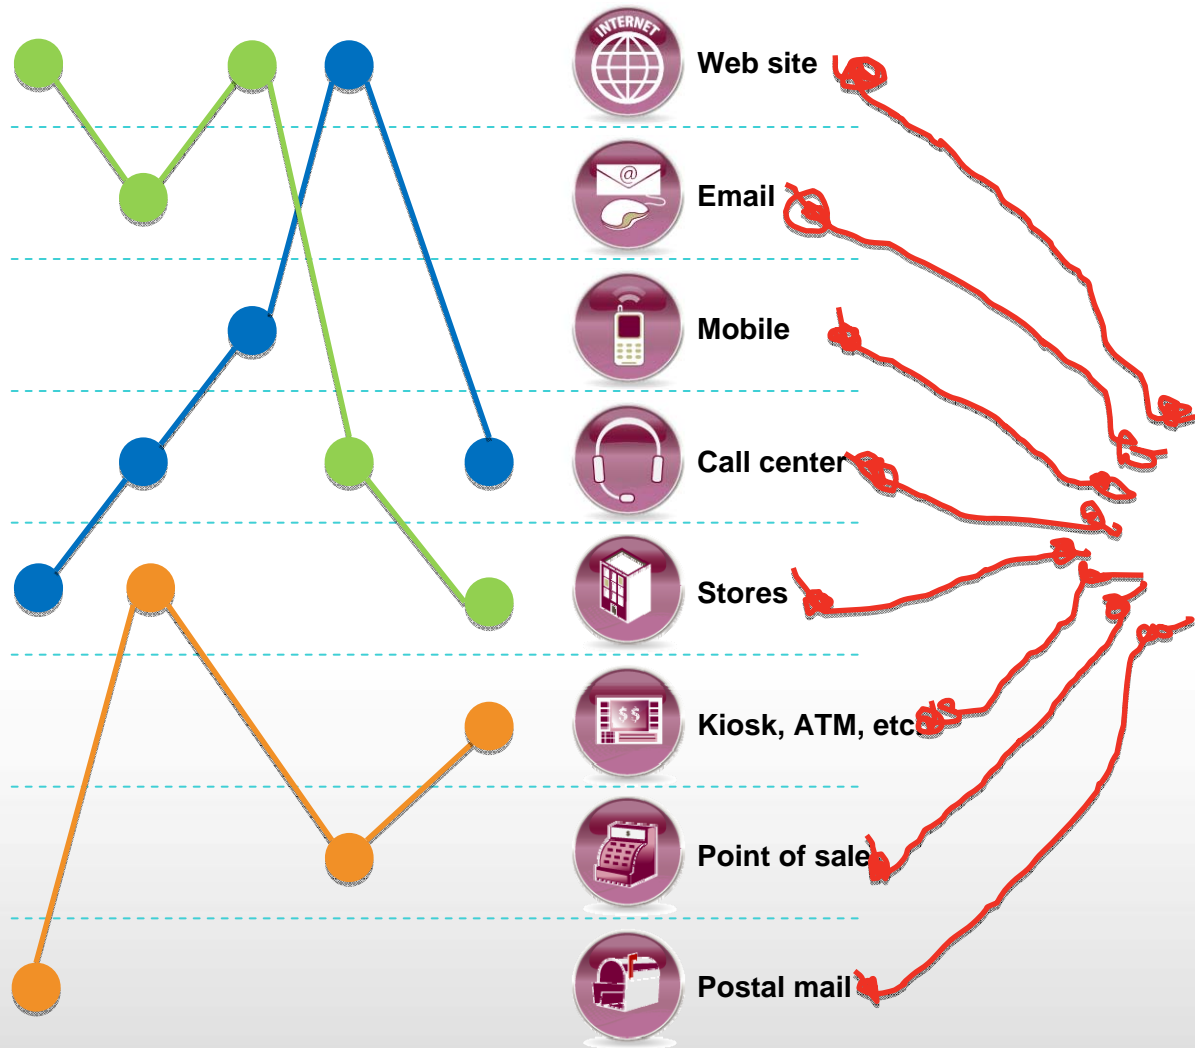 INTERNET
Web site
@
Email
Mobile
Call center
Stores
$ $
Kiosk, ATM, etc.
$
Point of sale
Postal mail